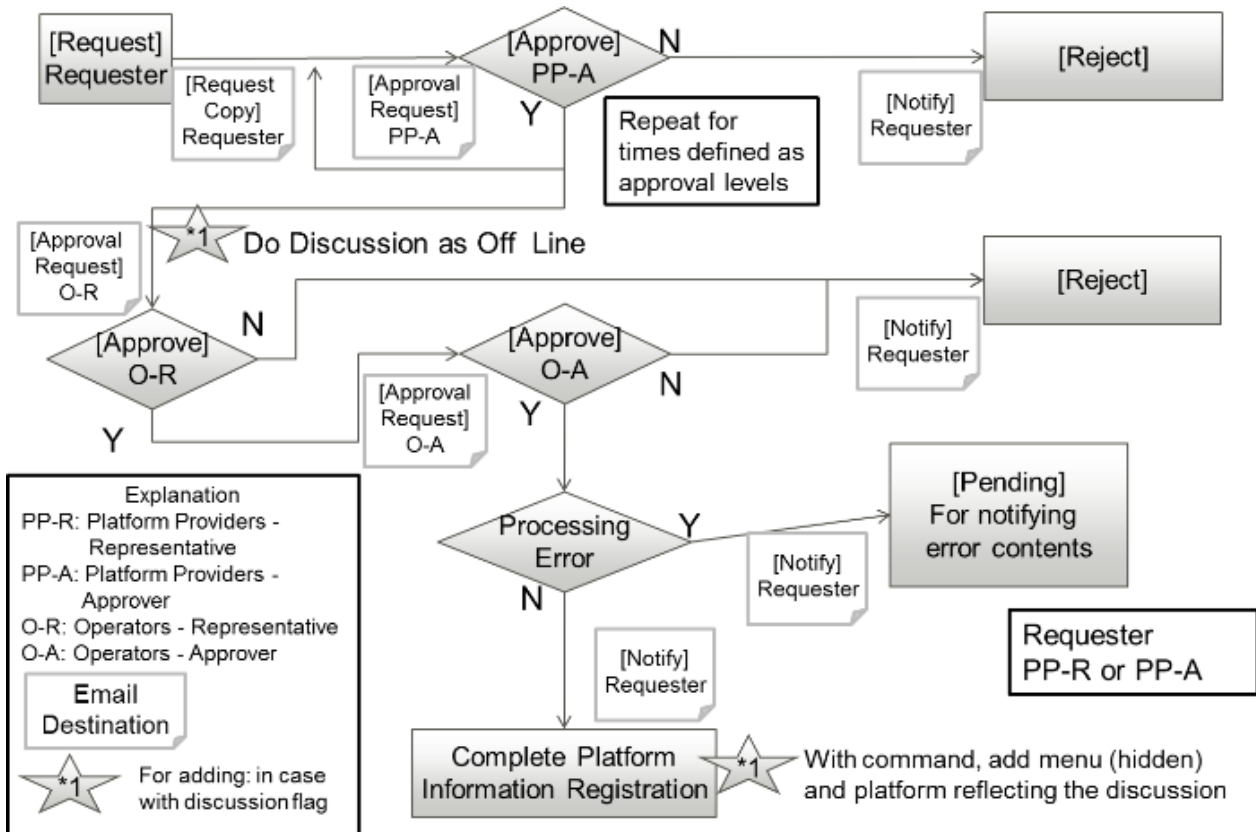 [Request]
Requester
[Request
Copy]
Requester
[Approval
Request]
PP-A
[Approve]
PP-A
N
Y
[Reject]
[Notify]
Requester
Repeat for
times defined as
approval levels
[Approval
Request]
O-R
*1
Do Discussion as Off Line
[Approve]
O-R
N
Y
[Approval
Request]
O-A
[Approve]
O-A
N
Y
[Reject]
[Notify]
Requester
Processing
Error
Y
N
[Notify]
Requester
[Pending]
For notifying
error contents
Requester
PP-R or PP-A
[Notify]
Requester
Complete Platform
Information Registration
*1
With command, add menu (hidden)
and platform reflecting the discussion
Explanation
PP-R: Platform Providers -
Representative
PP-A: Platform Providers -
Approver
O-R: Operators - Representative
O-A: Operators - Approver
Email
Destination
*1
For adding: in case
with discussion flag